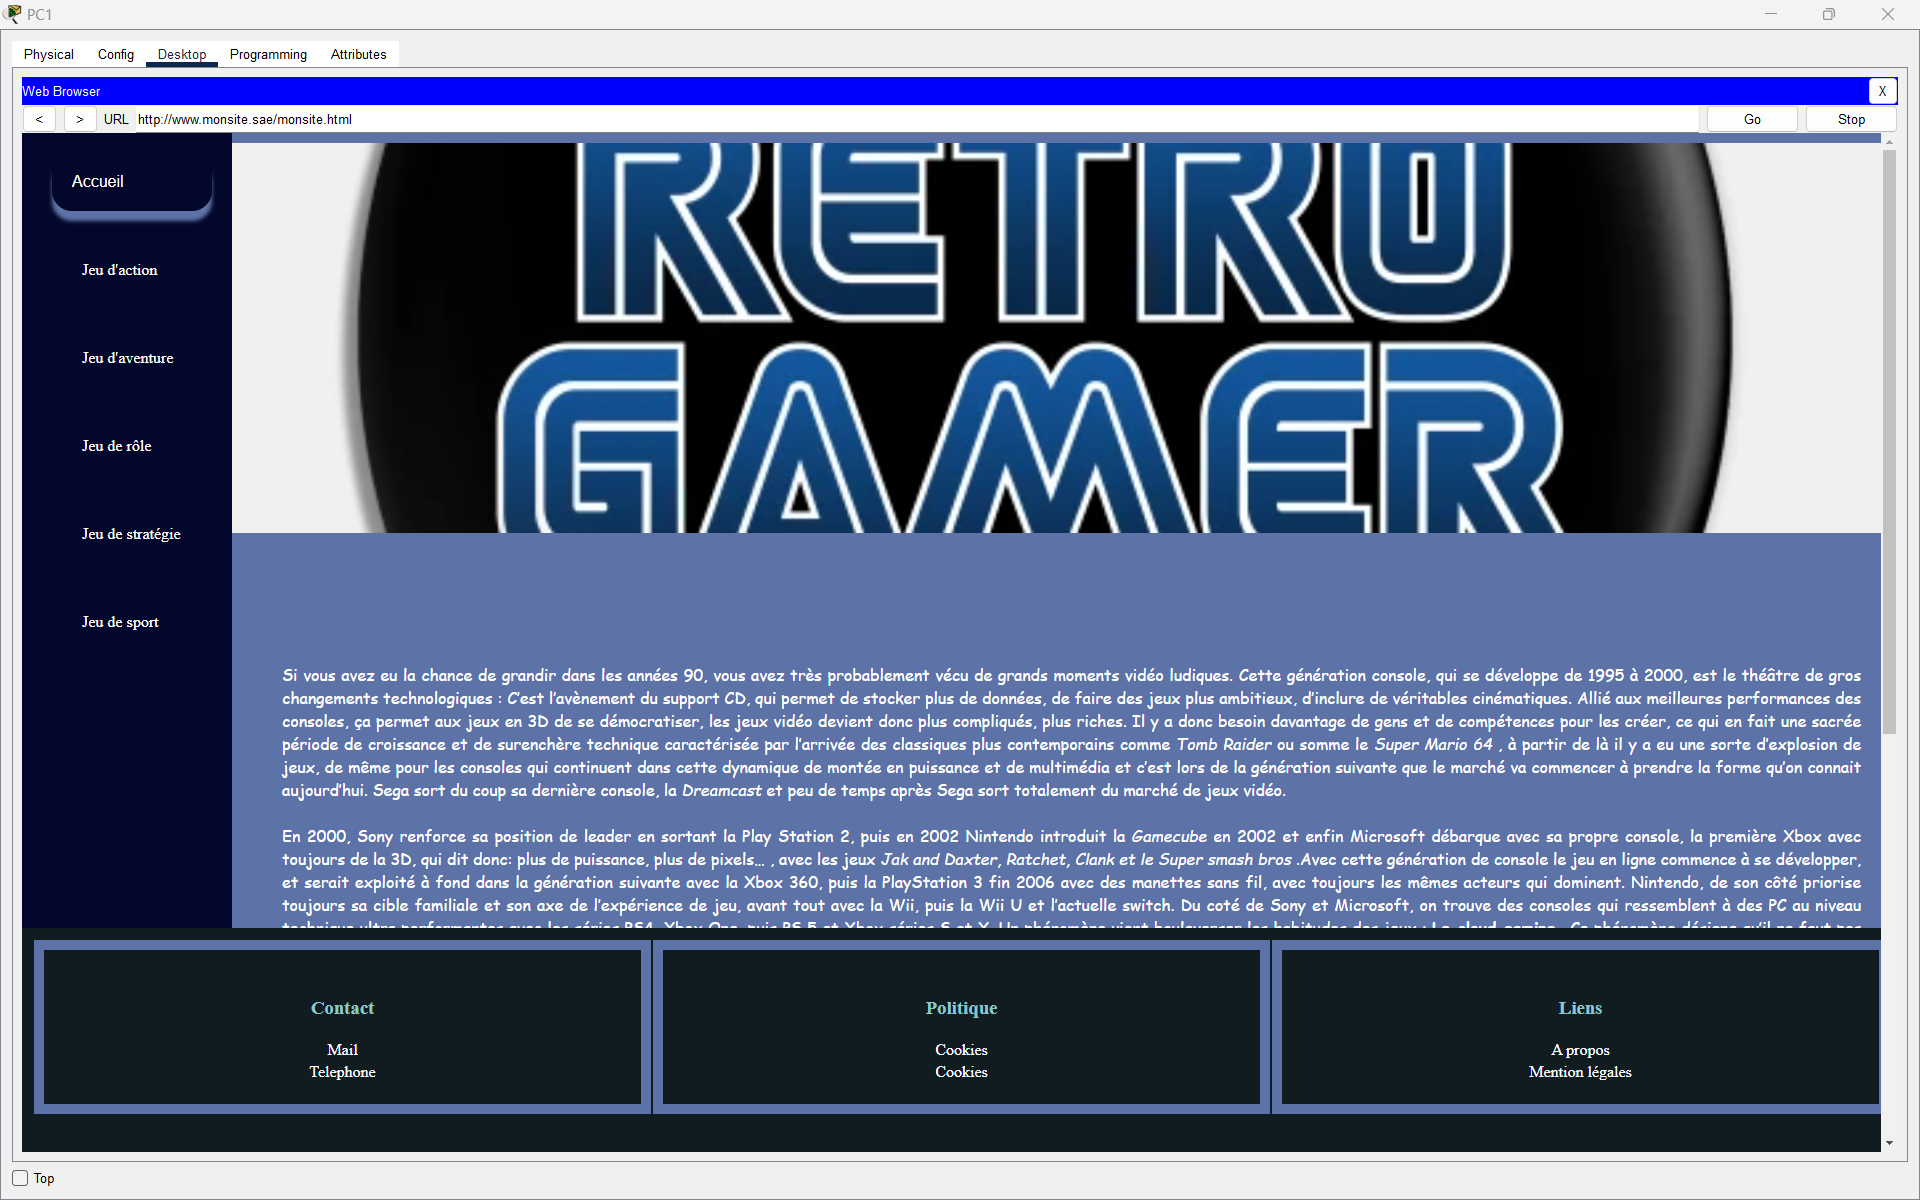 PC1
Physical Config Desktop Programming Attributes
Web Browser
X
< > URL http://www.monsite.sae/monsite.html Go Stop
Accueil
Jeu d'action
Jeu d'aventure
Jeu de rôle
Jeu de stratégie
Jeu de sport
RETRO
GAMER
Si vous avez eu la chance de grandir dans les années 90, vous avez très probablement vécu de grands moments vidéo ludiques. Cette génération console, qui se développe de 1995 à 2000, est le théâtre de gros
changements technologiques : C'est l'avènement du support CD, qui permet de stocker plus de données, de faire des jeux plus ambitieux, d'inclure de véritables cinématiques. Allié aux meilleures performances des
consoles, ça permet aux jeux en 3D de se démocratiser, les jeux vidéo devient donc plus compliqués, plus riches. Il y a donc besoin davantage de gens et de compétences pour les créer, ce qui en fait une sacrée
période de croissance et de surenchère technique caractérisée par l'arrivée des classiques plus contemporains comme Tomb Raider ou somme le Super Mario 64 , à partir de là il y a eu une sorte d'explosion de
jeux, de même pour les consoles qui continuent dans cette dynamique de montée en puissance et de multimédia et c'est lors de la génération suivante que le marché va commencer à prendre la forme qu'on connait
aujourd'hui. Sega sort du coup sa dernière console, la Dreamcast et peu de temps après Sega sort totalement du marché de jeux vidéo.
En 2000, Sony renforce sa position de leader en sortant la Play Station 2, puis en 2002 Nintendo introduit la Gamecube en 2002 et enfin Microsoft débarque avec sa propre console, la première Xbox avec
toujours de la 3D, qui dit donc: plus de puissance, plus de pixels... , avec les jeux Jak and Daxter, Ratchet, Clank et le Super smash bros .Avec cette génération de console le jeu en ligne commence à se développer,
et serait exploité à fond dans la génération suivante avec la Xbox 360, puis la PlayStation 3 fin 2006 avec des manettes sans fil, avec toujours les mêmes acteurs qui dominent. Nintendo, de son côté priorise
toujours sa cible familiale et son axe de l'expérience de jeu, avant tout avec la Wii, puis la Wii U et l'actuelle switch. Du coté de Sony et Microsoft, on trouve des consoles qui ressemblent à des PC au niveau
Contact
Mail
Telephone
Politique
Cookies
Cookies
Liens
A propos
Mention légales
Top